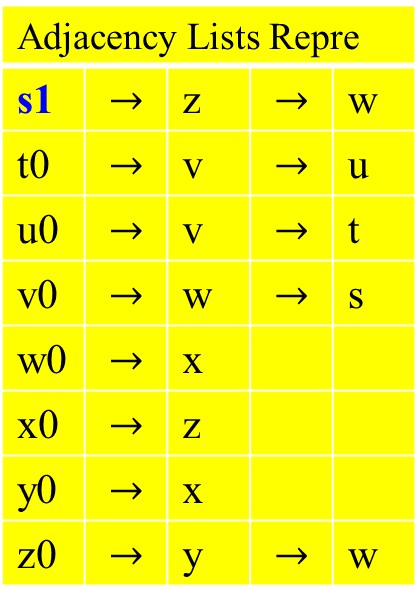 Adjacency Lists Repre
s1 → z → w
t0 → v → u
u0 → v → t
v0 → w → s
w0 → x
x0 → z
y0 → x
z0 → y → w